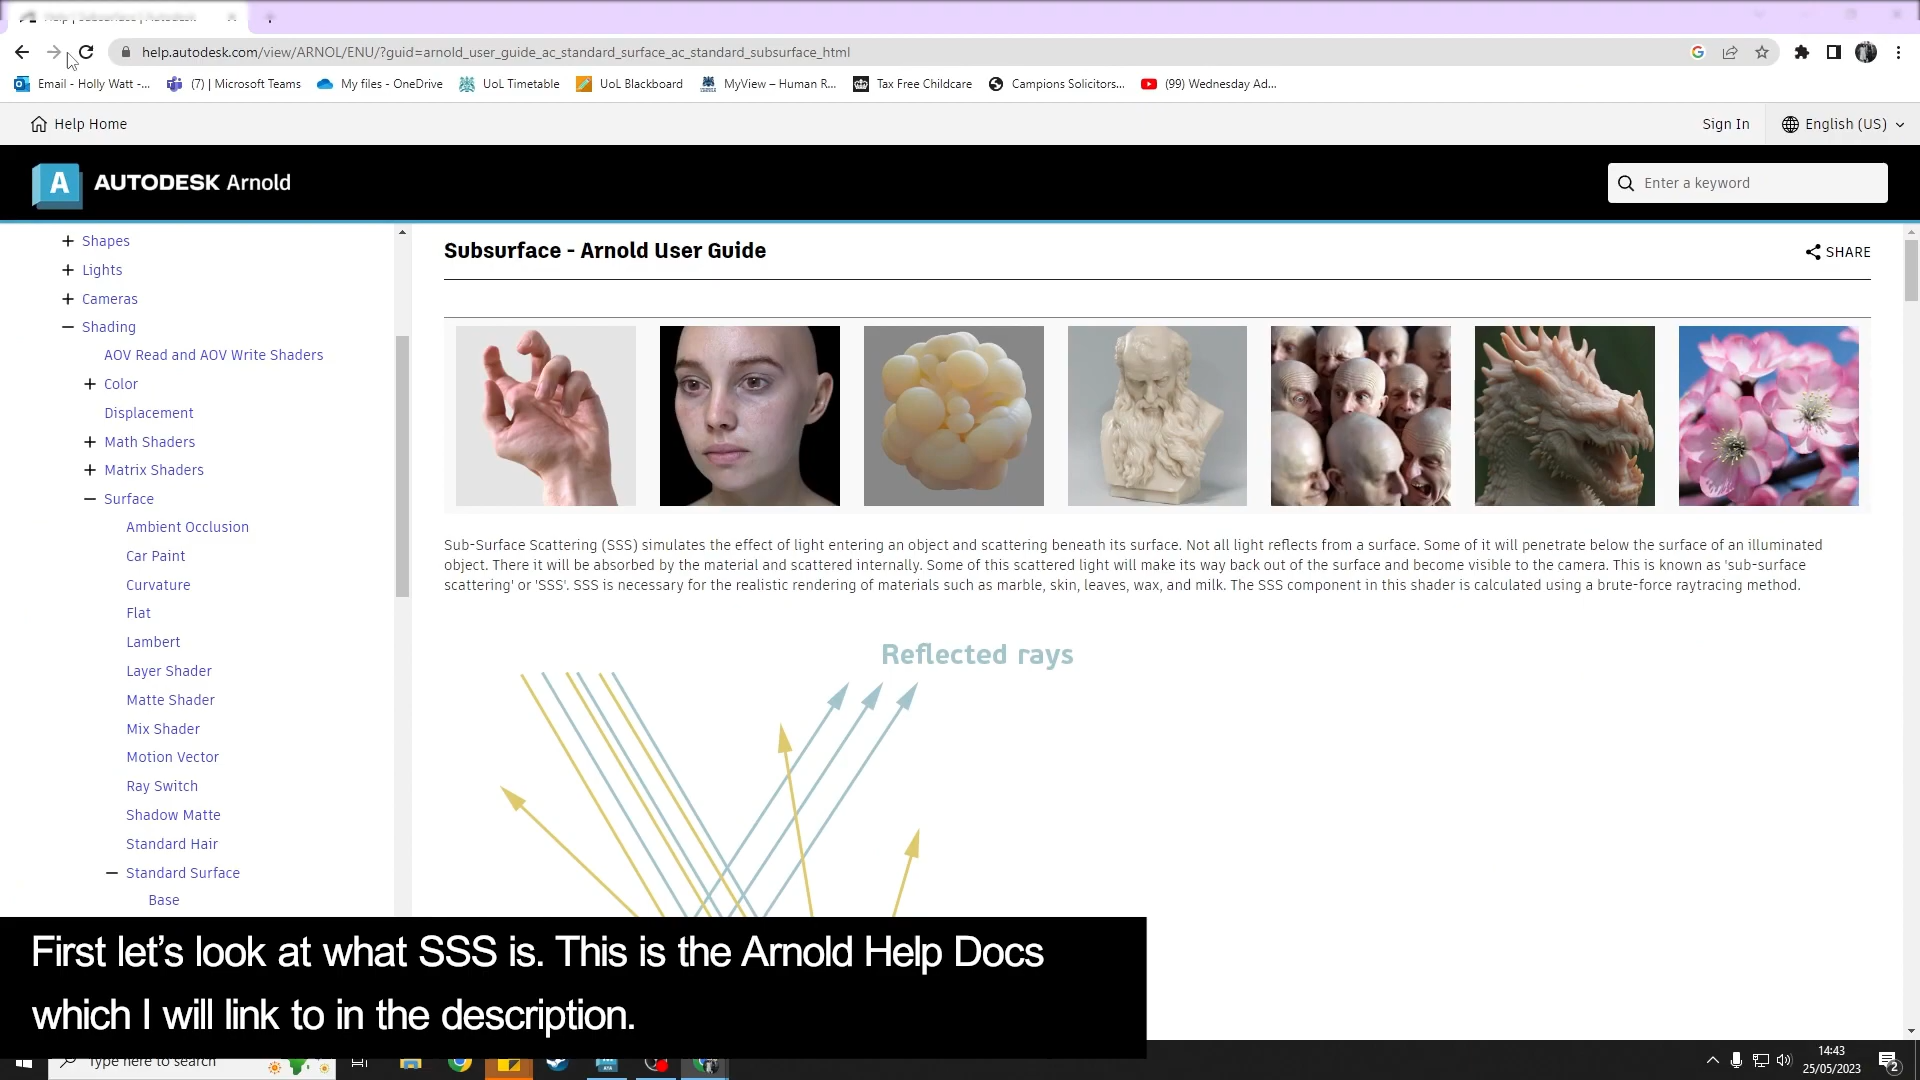 Help | Subsurface | Autodesk
help.autodesk.com/view/ARNOL/ENU/?guid=arnold_user_guide_ac_standard_surface_ac_standard_subsurface_html
Email - Holly Watt -...
(7) | Microsoft Teams
My files - OneDrive
UoL Timetable
UoL Blackboard
MyView – Human R...
Tax Free Childcare
Campions Solicitors...
(99) Wednesday Ad...
Help Home
Sign In
English (US)
A AUTODESK Arnold
Enter a keyword
Shapes
Lights
Cameras
Shading
AOV Read and AOV Write Shaders
Color
Displacement
Math Shaders
Matrix Shaders
Surface
Ambient Occlusion
Car Paint
Curvature
Flat
Lambert
Layer Shader
Matte Shader
Mix Shader
Motion Vector
Ray Switch
Shadow Matte
Standard Hair
Standard Surface
Base
Subsurface - Arnold User Guide
SHARE
Sub-Surface Scattering (SSS) simulates the effect of light entering an object and scattering beneath its surface. Not all light reflects from a surface. Some of it will penetrate below the surface of an illuminated
object. There it will be absorbed by the material and scattered internally. Some of this scattered light will make its way back out of the surface and become visible to the camera. This is known as 'sub-surface
scattering' or 'SSS'. SSS is necessary for the realistic rendering of materials such as marble, skin, leaves, wax, and milk. The SSS component in this shader is calculated using a brute-force raytracing method.
Reflected rays
First let's look at what SSS is. This is the Arnold Help Docs
which I will link to in the description.
Type here to search
14:43
25/05/2023
2